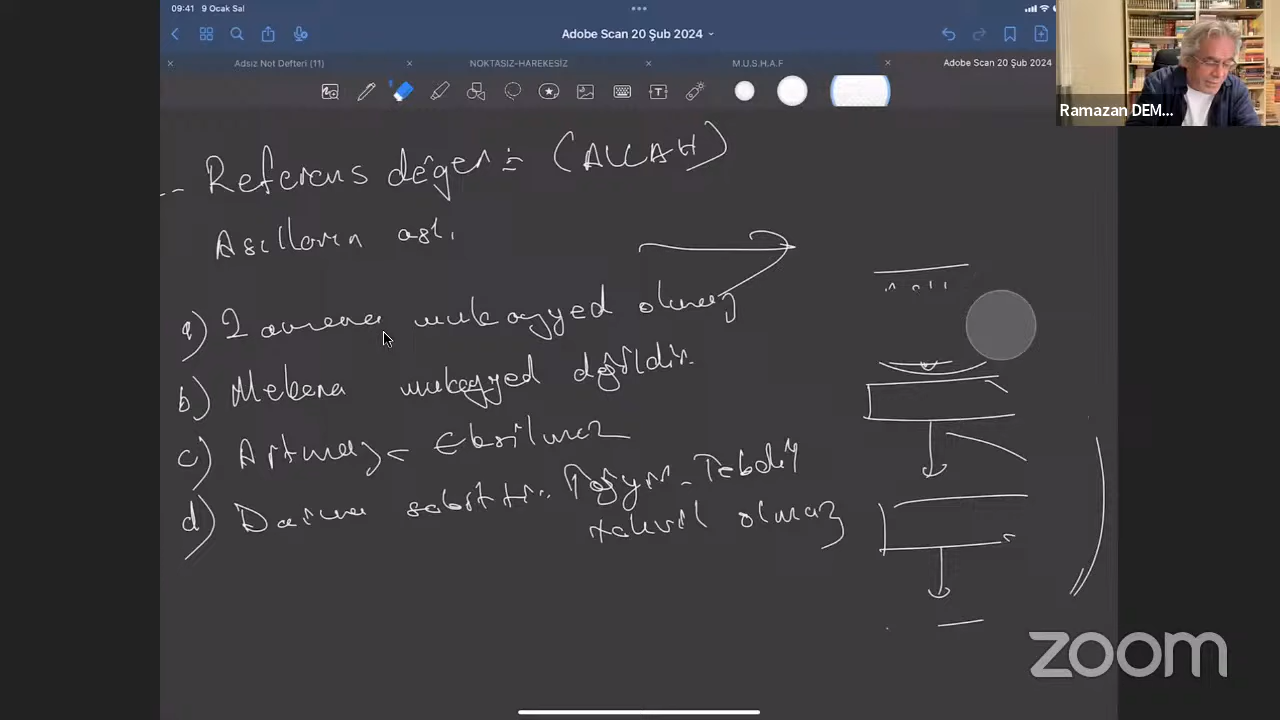 09:41 9 Ocak Sal
Adobe Scan 20 Şub 2024
Adsız Not Defteri (11)
NOKTASIZ-HAREKESİZ
M.U.S.H.A.F
Adobe Scan 20 Şub 2024
Ramazan DEM...
Referans değer: (ALLAH)
Asılların aslı
a) Zamana mukayyed olmaz
b) Mekana mukayyed değildir.
c) Artmaz - Eksilmaz
d) Daima sabittir. Tağyir - Tebdil
tahvil olmaz
zoom